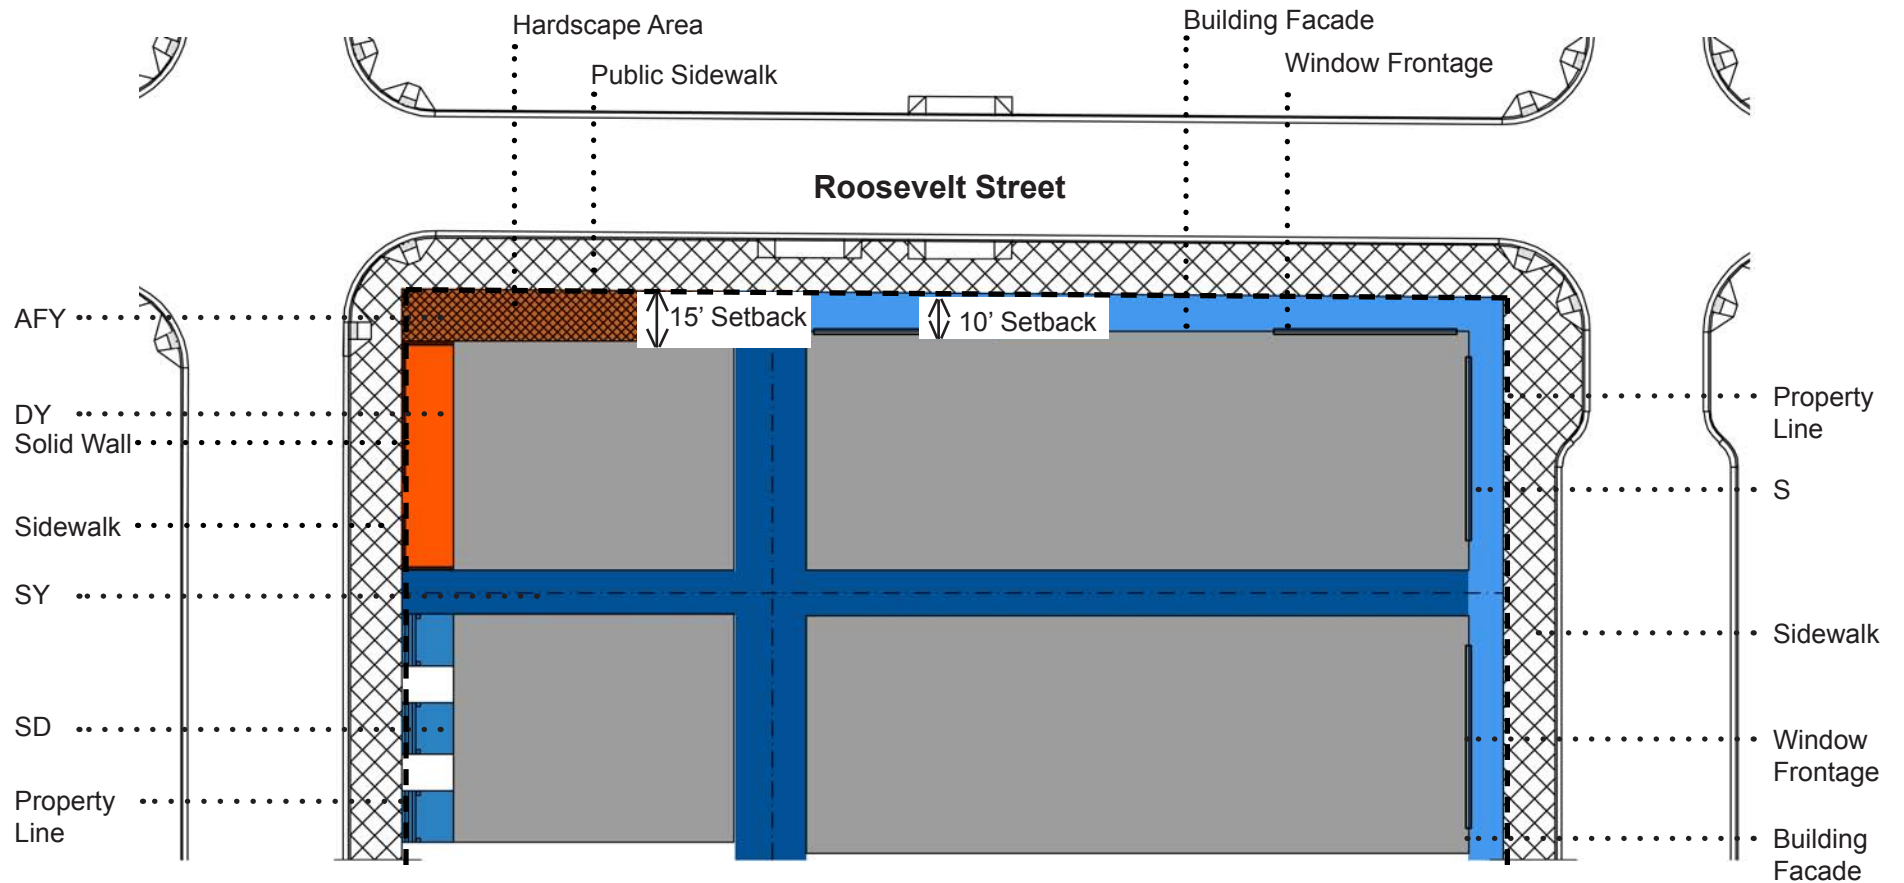 Hardscape Area
Building Facade
Public Sidewalk
Window Frontage
Roosevelt Street
AFY
15’ Setback
10’ Setback
DY
Solid Wall
Property
Line
S
Sidewalk
SY
Sidewalk
SD
Window
Frontage
Property
Line
Building
Facade